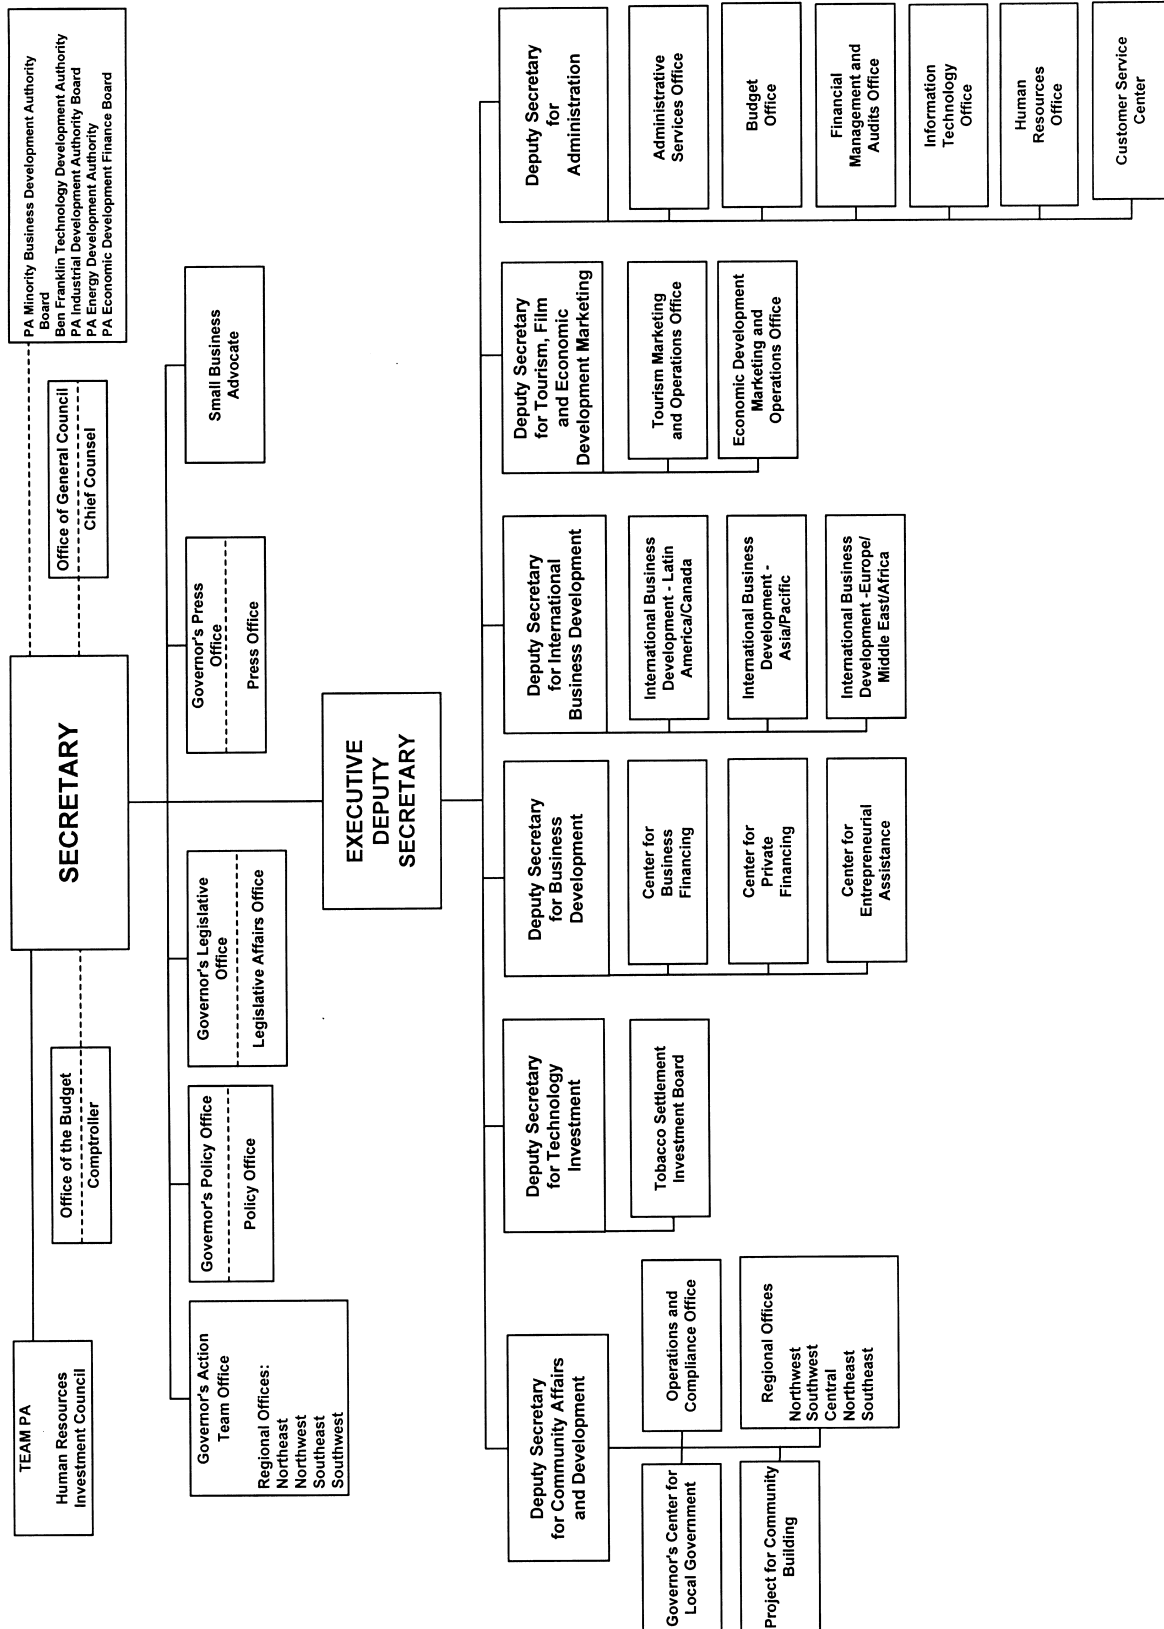 TEAM PA
Human Resources
Investment Council
SECRETARY
PA Minority Business Development Authority
Board
Ben Franklin Technology Development Authority
PA Industrial Development Authority Board
PA Energy Development Authority
PA Economic Development Finance Board
Office of the Budget
Comptroller
Office of General Council
Chief Counsel
Governor's Action
Team Office
Regional Offices:
Northeast
Northwest
Southeast
Southwest
Governor's Policy Office
Policy Office
Governor's Legislative
Office
Legislative Affairs Office
Governor's Press
Office
Press Office
Small Business
Advocate
EXECUTIVE
DEPUTY
SECRETARY
Deputy Secretary
for Community Affairs
and Development
Governor's Center for
Local Government
Operations and
Compliance Office
Project for Community
Building
Regional Offices
Northwest
Southwest
Central
Northeast
Southeast
Deputy Secretary
for Technology
Investment
Tobacco Settlement
Investment Board
Deputy Secretary
for Business
Development
Center for
Business
Financing
Center for
Private
Financing
Center for
Entrepreneurial
Assistance
Deputy Secretary
for International
Business Development
International Business
Development - Latin
America/Canada
International Business
Development -
Asia/Pacific
International Business
Development -Europe/
Middle East/Africa
Deputy Secretary
for Tourism, Film
and Economic
Development Marketing
Tourism Marketing
and Operations Office
Economic Development
Marketing and
Operations Office
Deputy Secretary
for
Administration
Administrative
Services Office
Budget
Office
Financial
Management and
Audits Office
Information
Technology
Office
Human
Resources
Office
Customer Service
Center